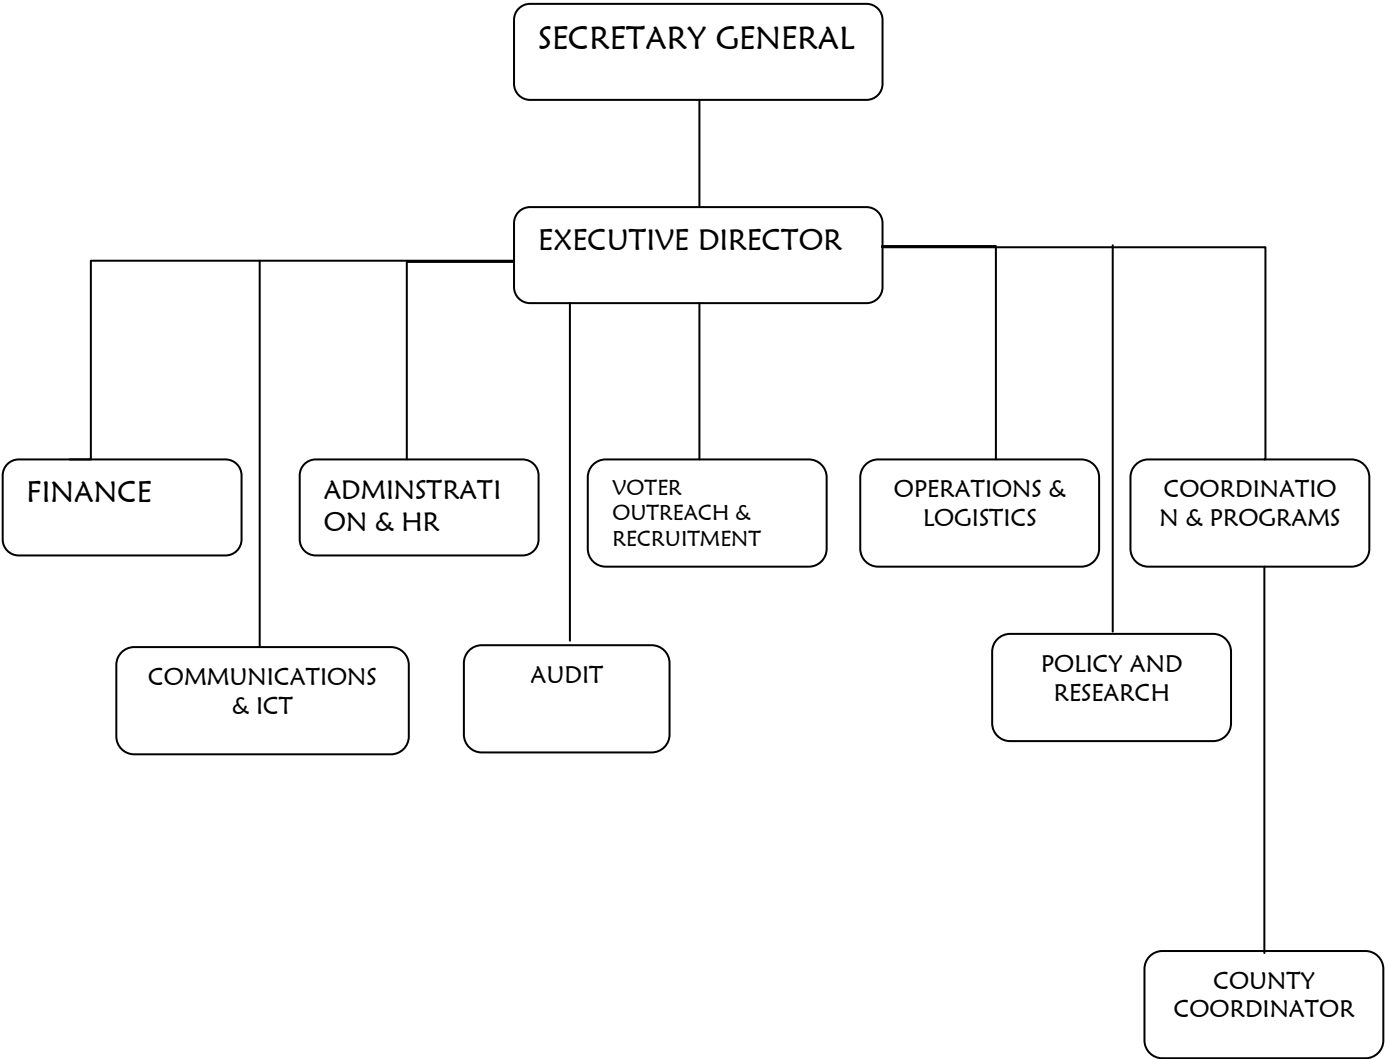 SECRETARY GENERAL
EXECUTIVE DIRECTOR
FINANCE
ADMINSTRATI
ON & HR
VOTER
OUTREACH &
RECRUITMENT
OPERATIONS &
LOGISTICS
COORDINATIO
N & PROGRAMS
COMMUNICATIONS
& ICT
AUDIT
POLICY AND
RESEARCH
COUNTY
COORDINATOR